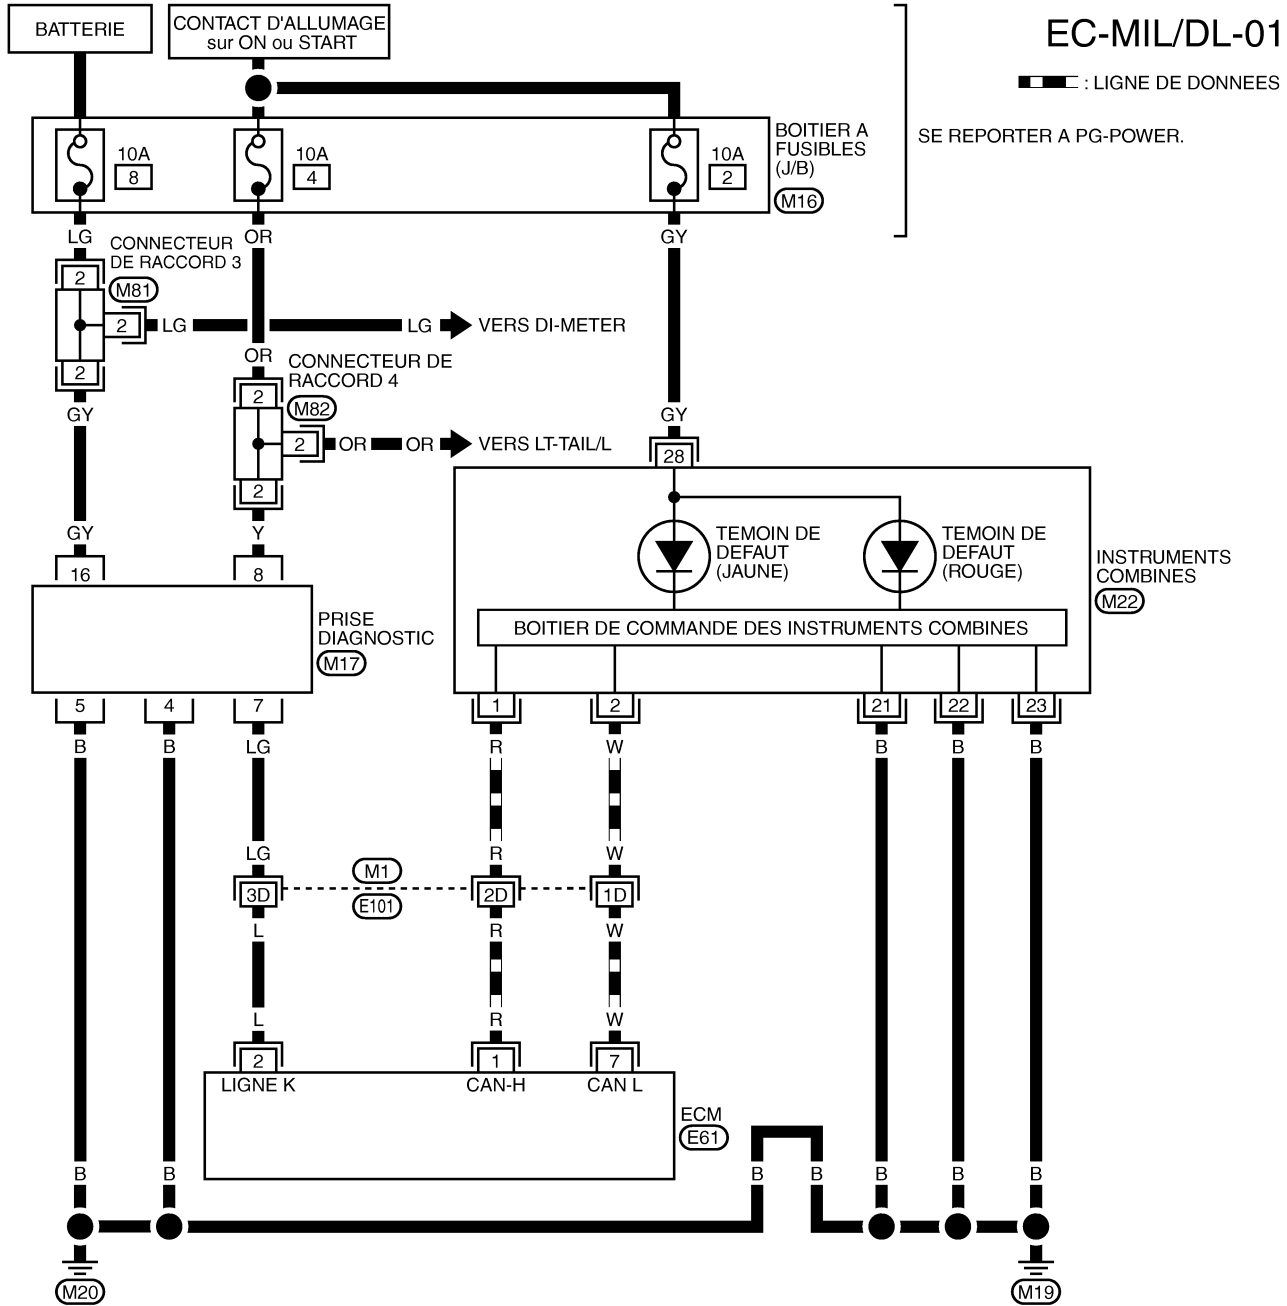 BATTERIE
CONTACT D'ALLUMAGE
sur ON ou START
EC-MIL/DL-01
: LIGNE DE DONNEES
SE REPORTER A PG-POWER.
10A
8
10A
4
10A
2
BOITIER A
FUSIBLES
(J/B)
M16
LG
OR
GY
CONNECTEUR
DE RACCORD 3
M81
2
2
LG
LG
VERS DI-METER
2
OR
CONNECTEUR DE
RACCORD 4
M82
2
2
OR
OR
VERS LT-TAIL/L
2
GY
GY
28
GY
Y
16
8
TEMOIN DE
DEFAUT
(JAUNE)
TEMOIN DE
DEFAUT
(ROUGE)
INSTRUMENTS
COMBINES
M22
BOITIER DE COMMANDE DES INSTRUMENTS COMBINES
PRISE
DIAGNOSTIC
M17
5
4
7
1
2
21
22
23
B
B
LG
R
W
B
B
B
LG
R
W
M1
E101
3D
2D
1D
L
R
W
L
R
W
2
1
7
LIGNE K
CAN-H
CAN L
ECM
E61
B
B
B
B
B
B
B
M20
M19